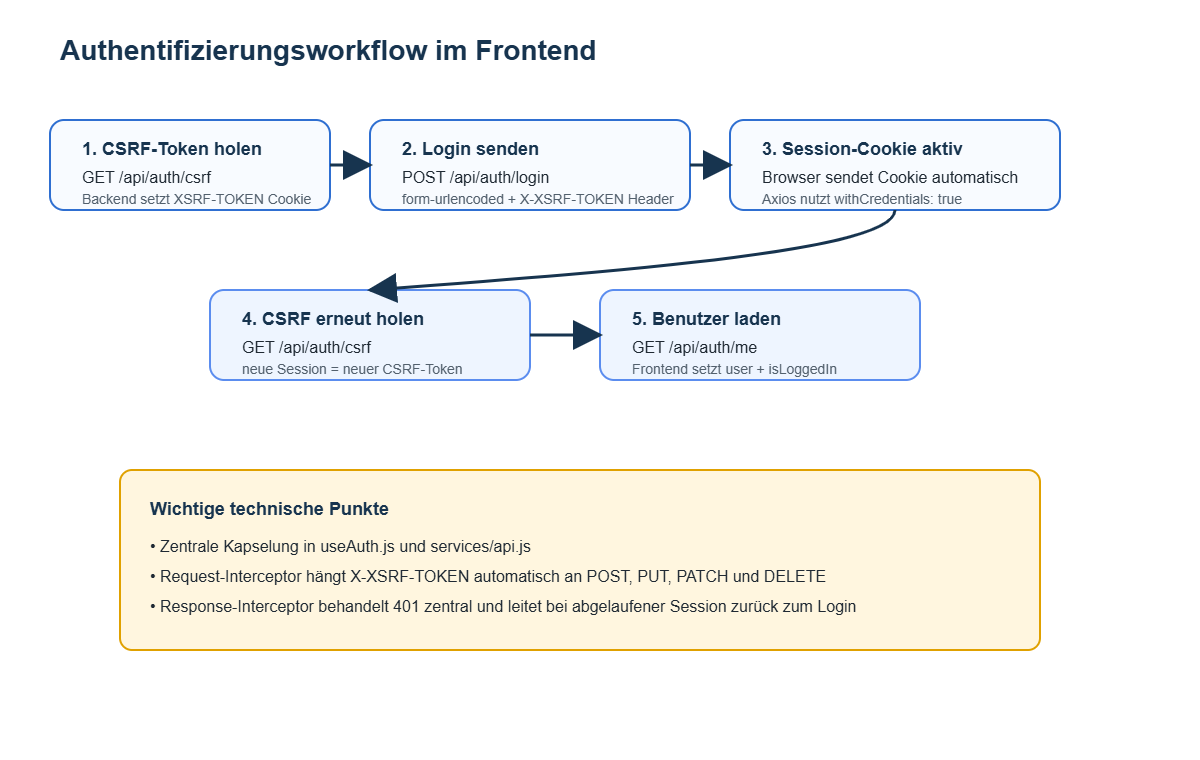 Authentifizierungsworkflow im Frontend
1. CSRF-Token holen
GET /api/auth/csrf
Backend setzt XSRF-TOKEN Cookie
2. Login senden
POST /api/auth/login
form-urlencoded + X-XSRF-TOKEN Header
3. Session-Cookie aktiv
Browser sendet Cookie automatisch
Axios nutzt withCredentials: true
4. CSRF erneut holen
GET /api/auth/csrf
neue Session = neuer CSRF-Token
5. Benutzer laden
GET /api/auth/me
Frontend setzt user + isLoggedIn
Wichtige technische Punkte
• Zentrale Kapselung in useAuth.js und services/api.js
• Request-Interceptor hängt X-XSRF-TOKEN automatisch an POST, PUT, PATCH und DELETE
• Response-Interceptor behandelt 401 zentral und leitet bei abgelaufener Session zurück zum Login